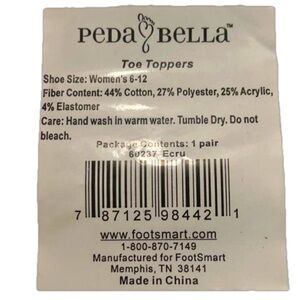 PEDA BELLA™
Toe Toppers
Shoe Size: Women's 6-12
Fiber Content: 44% Cotton, 27% Polyester, 25% Acrylic,
4% Elastomer
Care: Hand wash in warm water. Tumble Dry. Do not
bleach.
Package Contents: 1 pair
60237-Ecru
7 87125 98442 1
www.footsmart.com
1-800-870-7149
Manufactured for FootSmart
Memphis, TN 38141
Made in China